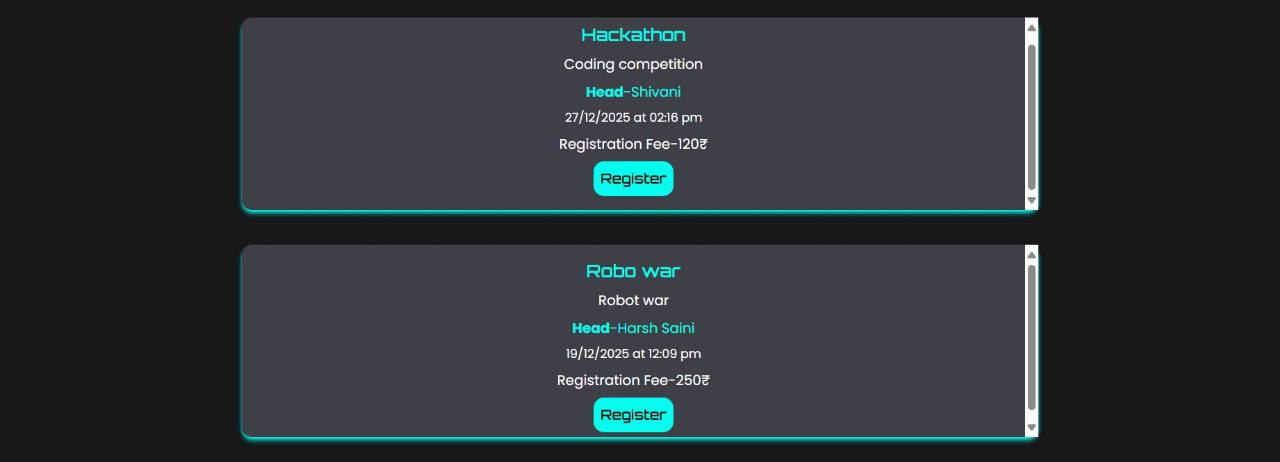 Hackathon
Coding competition
Head-Shivani
27/12/2025 at 02:16 pm
Registration Fee-120₹
Register
Robo war
Robot war
Head-Harsh Saini
19/12/2025 at 12:09 pm
Registration Fee-250₹
Register